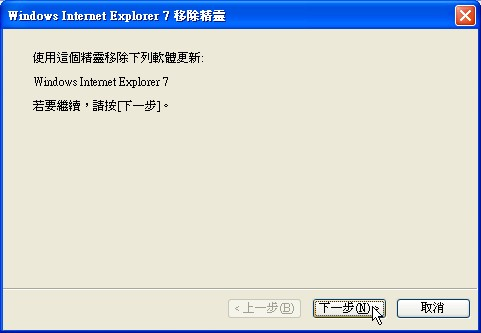 Windows Internet Explorer 7 移除精靈
使用這個精靈移除下列軟體更新:
Windows Internet Explorer 7
若要繼續，請按[下一步]。
< 上一步(B)
下一步(N) >
取消